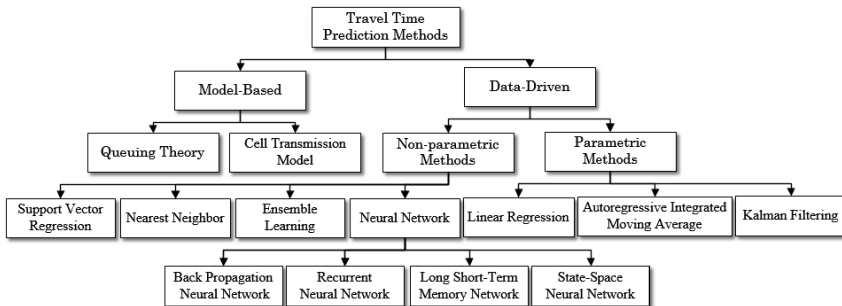 Travel Time
Prediction Methods
Model-Based
Data-Driven
Queuing Theory
Cell Transmission
Model
Non-parametric
Methods
Parametric
Methods
Support Vector
Regression
Nearest Neighbor
Ensemble
Learning
Neural Network
Linear Regression
Autoregressive Integrated
Moving Average
Kalman Filtering
Back Propagation
Neural Network
Recurrent
Neural Network
Long Short-Term
Memory Network
State-Space
Neural Network